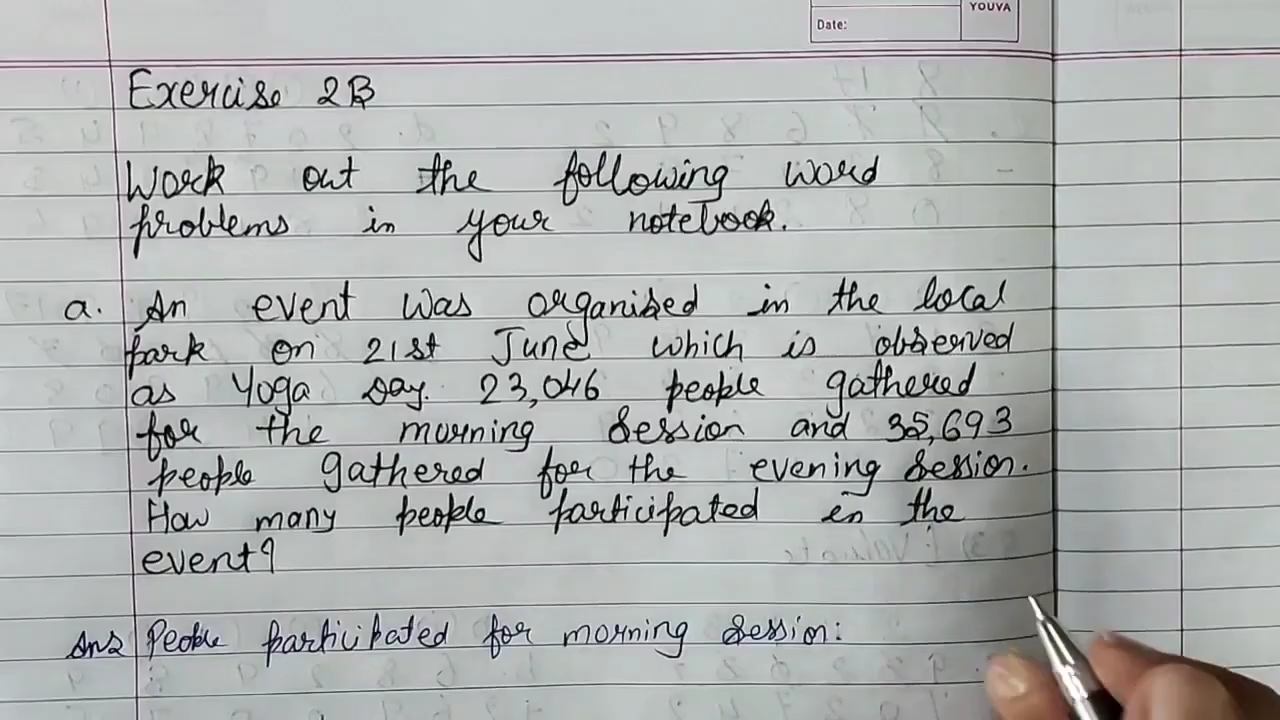 YOUVA
Date:
Exercise 2B
Work out the following word
problems in your notebook.
a. An event was organised in the local
park on 21st June which is observed
as Yoga Day. 23,046 people gathered
for the morning session and 35,693
people gathered for the evening session.
How many people participated in the
event?
Ans People participated for morning session: